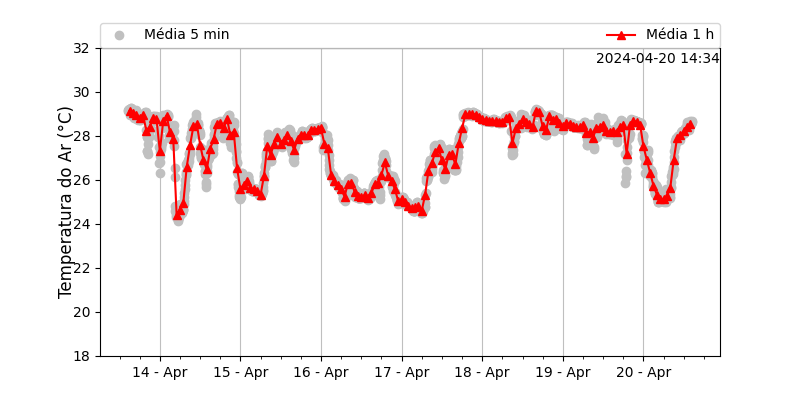 Média 5 min
Média 1 h
2024-04-20 14:34
Temperatura do Ar (°C)
32
30
28
26
24
22
20
18
14 - Apr
15 - Apr
16 - Apr
17 - Apr
18 - Apr
19 - Apr
20 - Apr